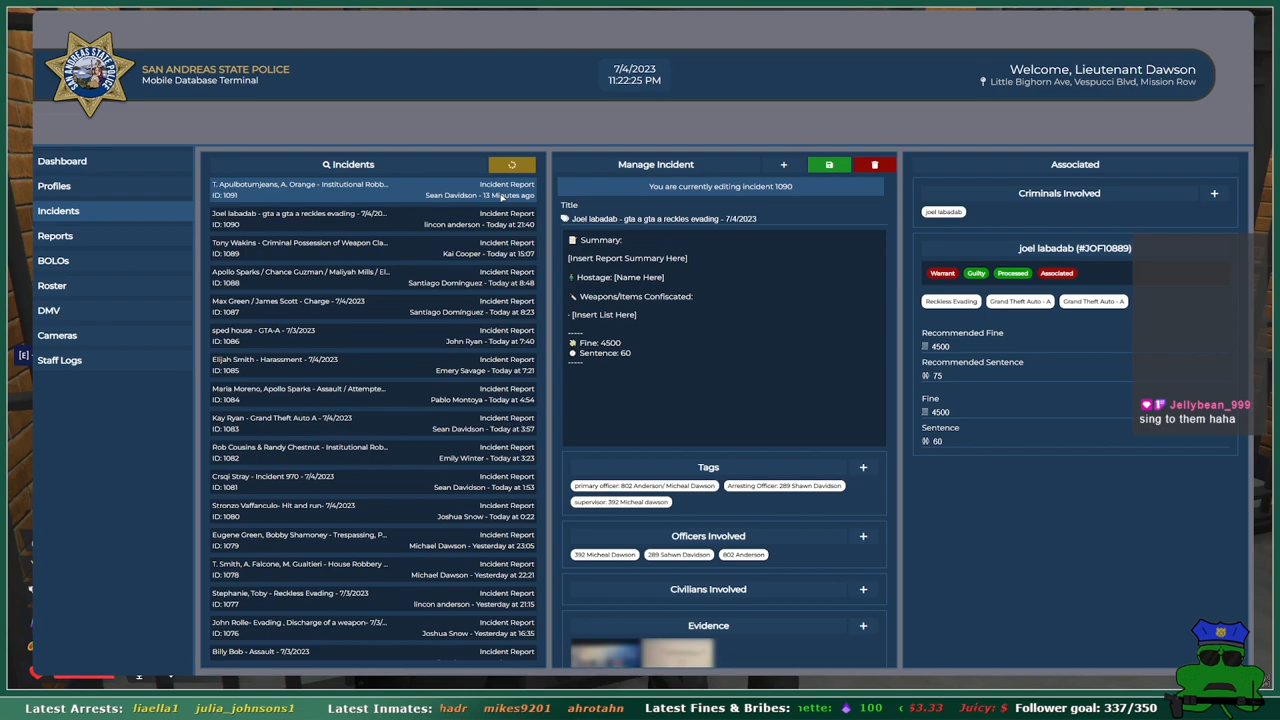 SAN ANDREAS STATE POLICE
Mobile Database Terminal
7/4/2023
11:22:25 PM
Welcome, Lieutenant Dawson
Little Bighorn Ave, Vespucci Blvd, Mission Row
Dashboard
Profiles
Incidents
Reports
BOLOs
Roster
DMV
Cameras
Staff Logs
[E]
Incidents
T. Apulbotumjeans, A. Orange - Institutional Robb...
Incident Report
ID: 1091
Sean Davidson - 13 Minutes ago
Joel labadab - gta a gta a reckles evading - 7/4/20...
Incident Report
ID: 1090
lincon anderson - Today at 21:40
Tony Wakins - Criminal Possession of Weapon Cla...
Incident Report
ID: 1089
Kai Cooper - Today at 15:07
Apollo Sparks / Chance Guzman / Maliyah Mills / El...
Incident Report
ID: 1088
Santiago Domínguez - Today at 8:48
Max Green / James Scott - Charge - 7/4/2023
Incident Report
ID: 1087
Santiago Domínguez - Today at 8:23
sped house - GTA-A - 7/3/2023
Incident Report
ID: 1086
John Ryan - Today at 7:40
Elijah Smith - Harassment - 7/4/2023
Incident Report
ID: 1085
Emery Savage - Today at 7:21
Maria Moreno, Apollo Sparks - Assault / Attempte...
Incident Report
ID: 1084
Pablo Montoya - Today at 4:54
Kay Ryan - Grand Theft Auto A - 7/4/2023
Incident Report
ID: 1083
Sean Davidson - Today at 3:57
Rob Cousins & Randy Chestnut - Institutional Rob...
Incident Report
ID: 1082
Emily Winter - Today at 3:23
Crsqi Stray - Incident 970 - 7/4/2023
Incident Report
ID: 1081
Sean Davidson - Today at 1:53
Stronzo Vaffanculo- Hit and run- 7/4/2023
Incident Report
ID: 1080
Joshua Snow - Today at 0:22
Eugene Green, Bobby Shamoney - Trespassing, P...
Incident Report
ID: 1079
Michael Dawson - Yesterday at 23:05
T. Smith, A. Falcone, M. Gualtieri - House Robbery ...
Incident Report
ID: 1078
Michael Dawson - Yesterday at 22:21
Stephanie, Toby - Reckless Evading - 7/3/2023
Incident Report
ID: 1077
lincon anderson - Yesterday at 21:15
John Rolle- Evading , Discharge of a weapon- 7/3/...
Incident Report
ID: 1076
Joshua Snow - Yesterday at 16:35
Billy Bob - Assault - 7/3/2023
Incident Report
Manage Incident
+
You are currently editing incident 1090
Title
Joel labadab - gta a gta a reckles evading - 7/4/2023
Summary:
[Insert Report Summary Here]
Hostage: [Name Here]
Weapons/Items Confiscated:
· [Insert List Here]
-----
Fine: 4500
Sentence: 60
-----
Tags
+
primary officer: 802 Anderson/ Micheal Dawson
Arresting Officer: 289 Shawn Davidson
supervisor: 392 Micheal dawson
Officers Involved
+
392 Micheal Dawson
289 Sahwn Davidson
802 Anderson
Civilians Involved
+
Evidence
+
Associated
Criminals Involved
+
joel labadab
joel labadab (#JOF10889)
Warrant
Guilty
Processed
Associated
Reckless Evading
Grand Theft Auto - A
Grand Theft Auto - A
Recommended Fine
4500
Recommended Sentence
75
Fine
4500
Sentence
60
Jellybean_999
sing to them haha
Latest Arrests: liaella1 julia_johnsons1
Latest Inmates: hadr mikes9201 ahrotahn
Latest Fines & Bribes: nette: 100 $3.33 Juicy: $
Follower goal: 337/350